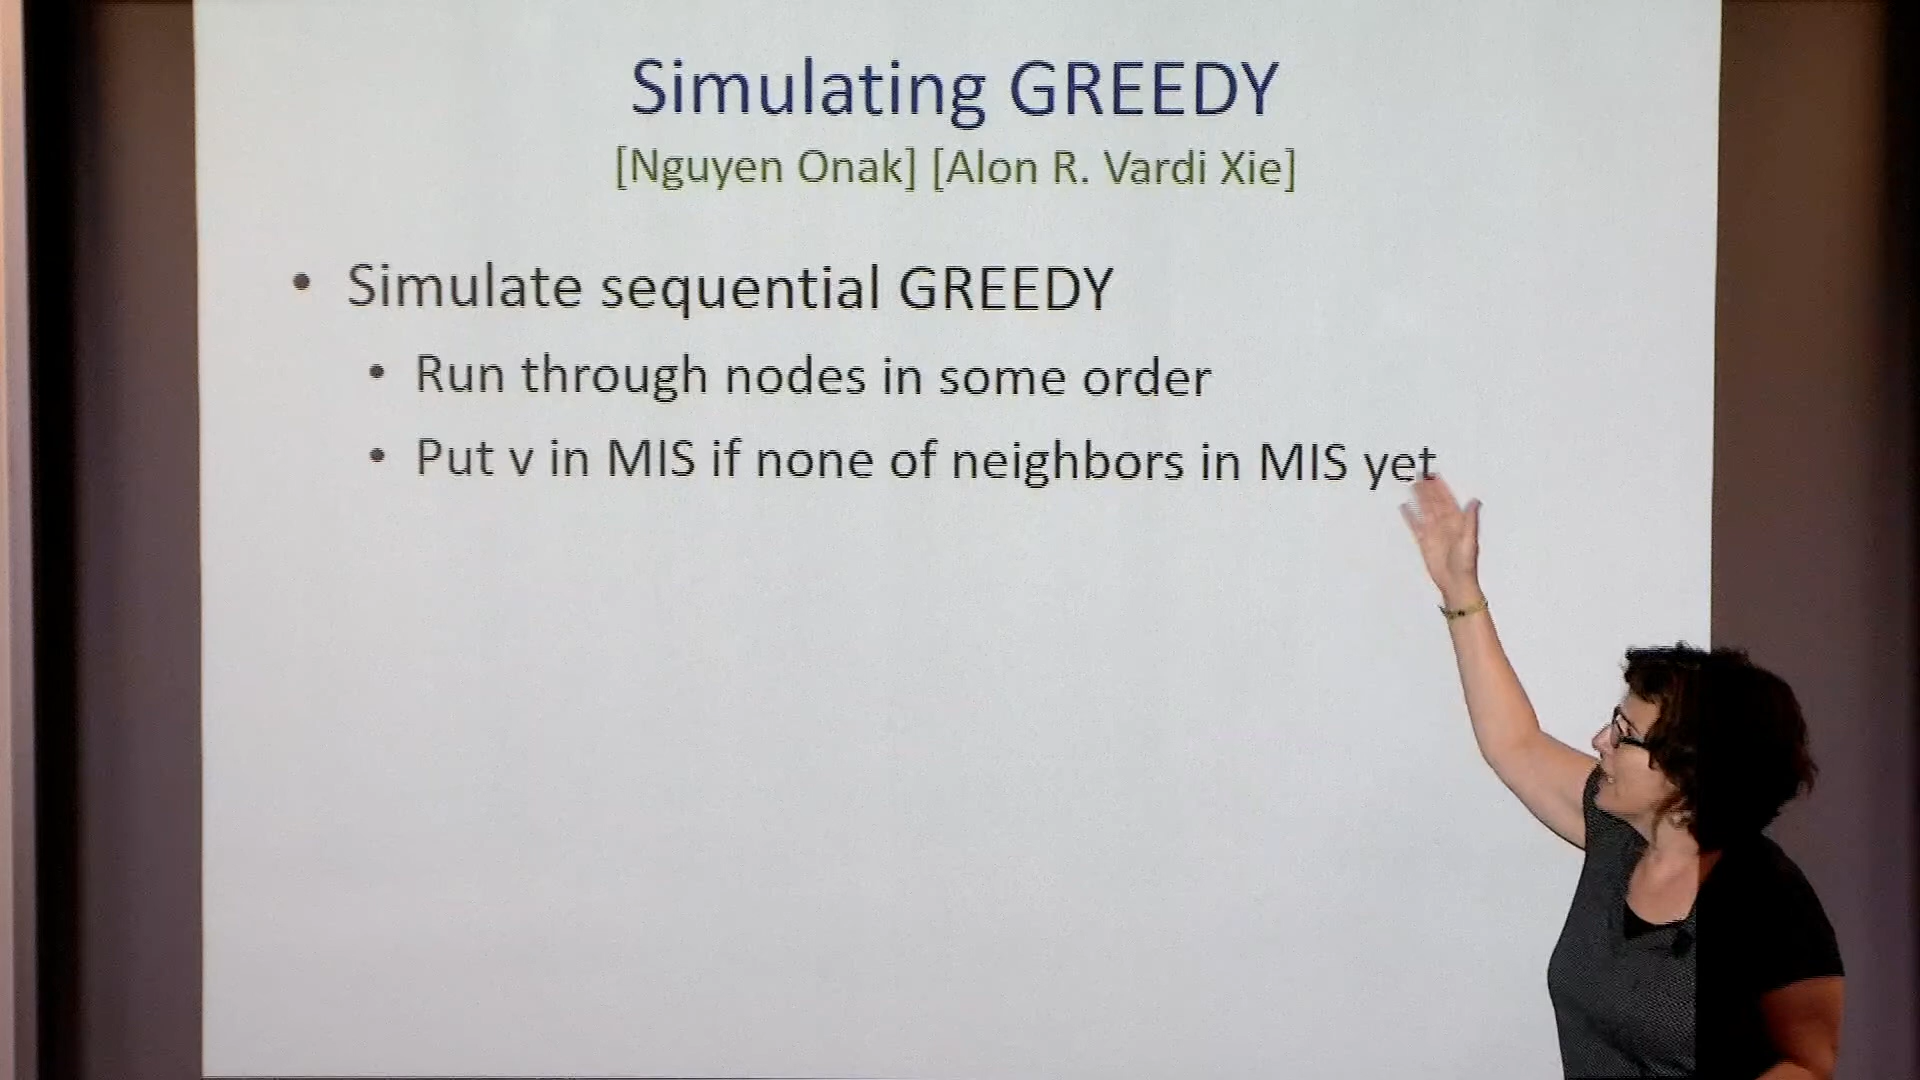 Simulating GREEDY
[Nguyen Onak] [Alon R. Vardi Xie]
• Simulate sequential GREEDY
• Run through nodes in some order
• Put v in MIS if none of neighbors in MIS yet